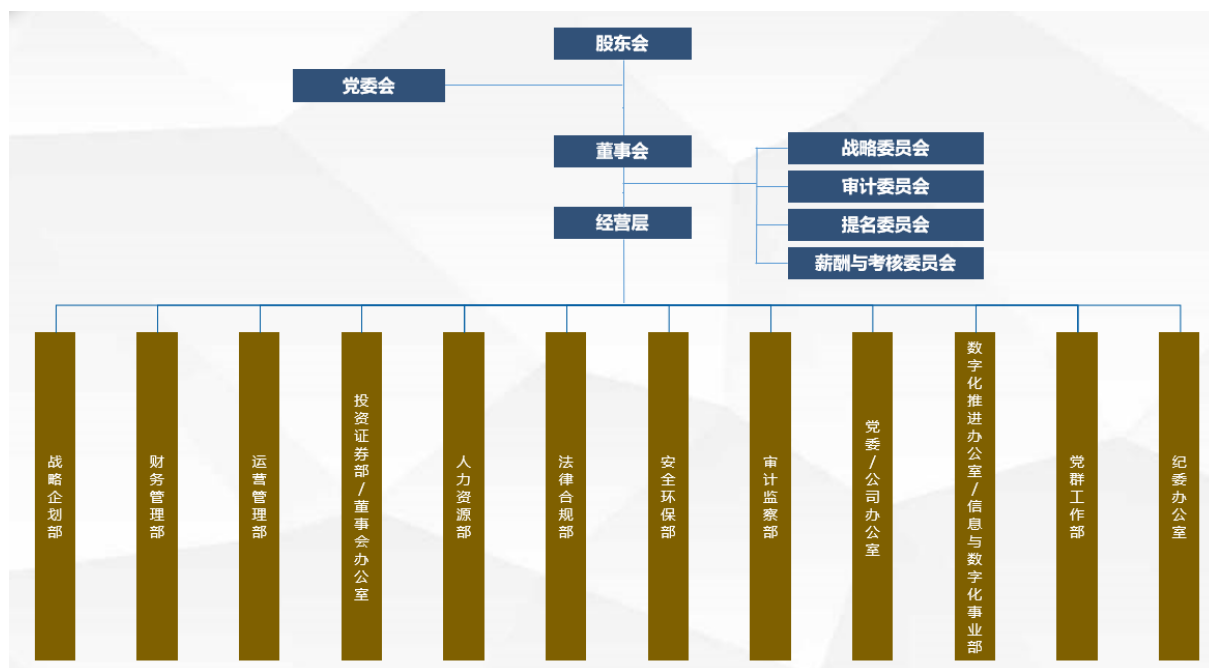 股东会
党委会
董事会
战略委员会
审计委员会
经营层
提名委员会
薪酬与考核委员会
战略企划部
财务管理部
运营管理部
投资证券部/董事会办公室
人力资源部
法律合规部
安全环保部
审计监察部
党委/公司办公室
数字化推进办公室/信息与数字化事业部
党群工作部
纪委办公室